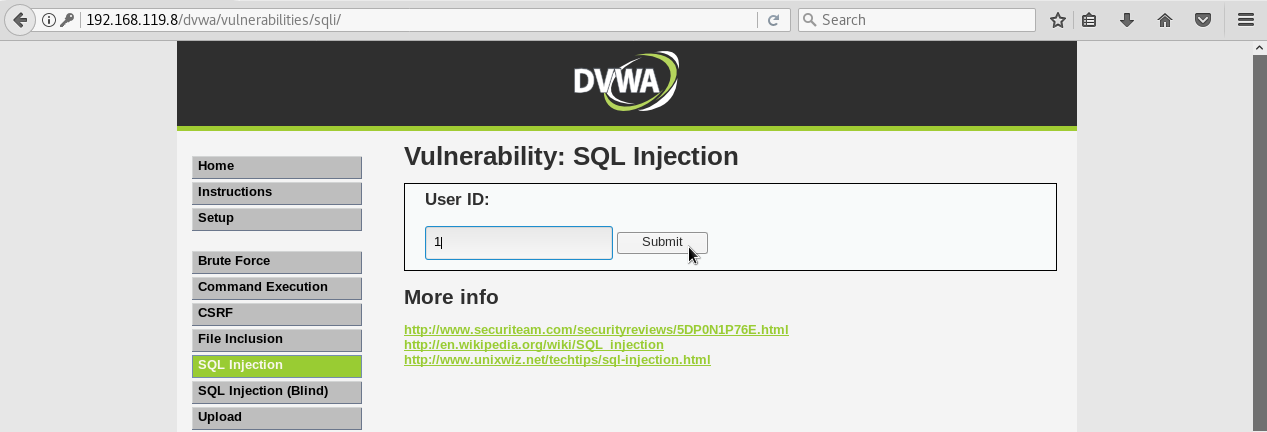 192.168.119.8/dvwa/vulnerabilities/sqli/
Search
DVWA
Home
Instructions
Setup
Brute Force
Command Execution
CSRF
File Inclusion
SQL Injection
SQL Injection (Blind)
Upload
Vulnerability: SQL Injection
User ID:
1
Submit
More info
http://www.securiteam.com/securityreviews/5DP0N1P76E.html
http://en.wikipedia.org/wiki/SQL_injection
http://www.unixwiz.net/techtips/sql-injection.html